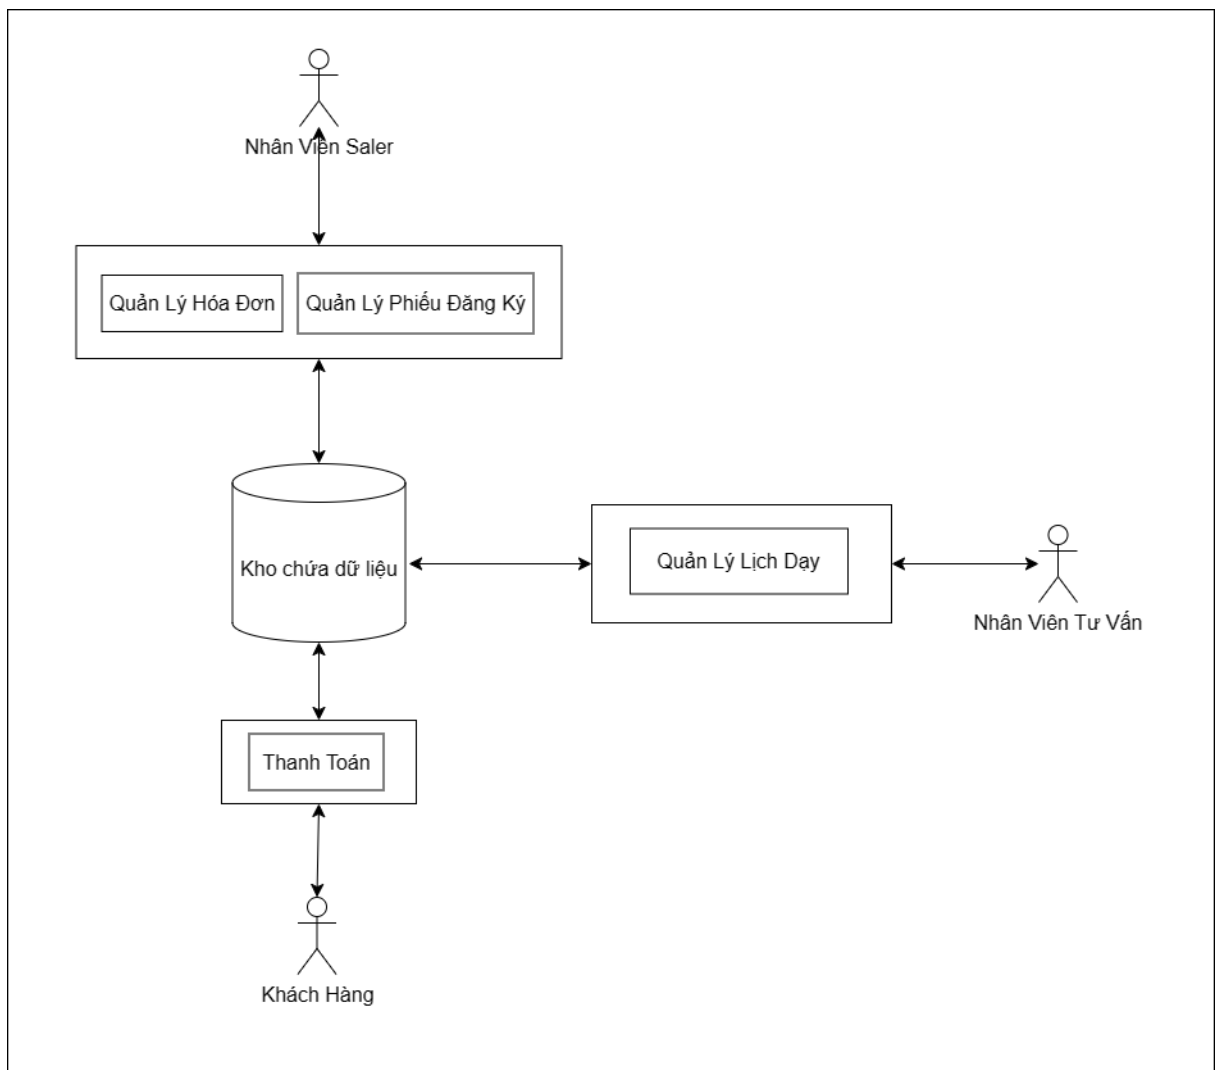 Nhân Viên Saler
Quản Lý Hóa Đơn
Quản Lý Phiếu Đăng Ký
Kho chứa dữ liệu
Quản Lý Lịch Dạy
Nhân Viên Tư Vấn
Thanh Toán
Khách Hàng